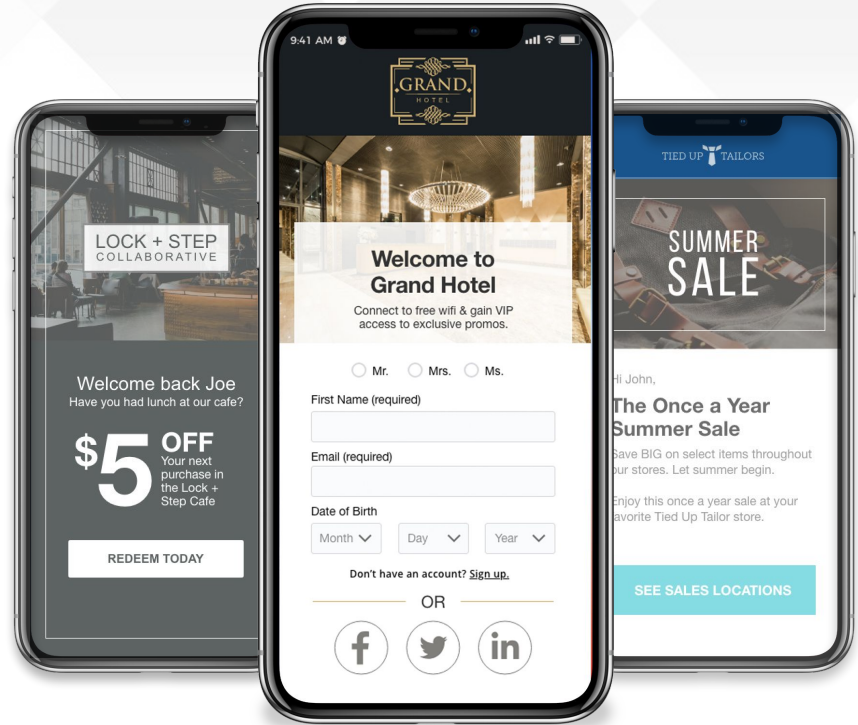 LOCK + STEP
COLLABORATIVE
Welcome back Joe
Have you had lunch at our cafe?
$5 OFF
Your next
purchase in
the Lock +
Step Cafe
REDEEM TODAY
9:41 AM
GRAND
HOTEL
Welcome to
Grand Hotel
Connect to free wifi & gain VIP
access to exclusive promos.
Mr. Mrs. Ms.
First Name (required)
Email (required)
Date of Birth
Month Day Year
Don't have an account? Sign up.
OR
f in
TIED UP TAILORS
SUMMER
SALE
Hi John,
The Once a Year
Summer Sale
Save BIG on select items throughout
our stores. Let summer begin.
Enjoy this once a year sale at your
favorite Tied Up Tailor store.
SEE SALES LOCATIONS